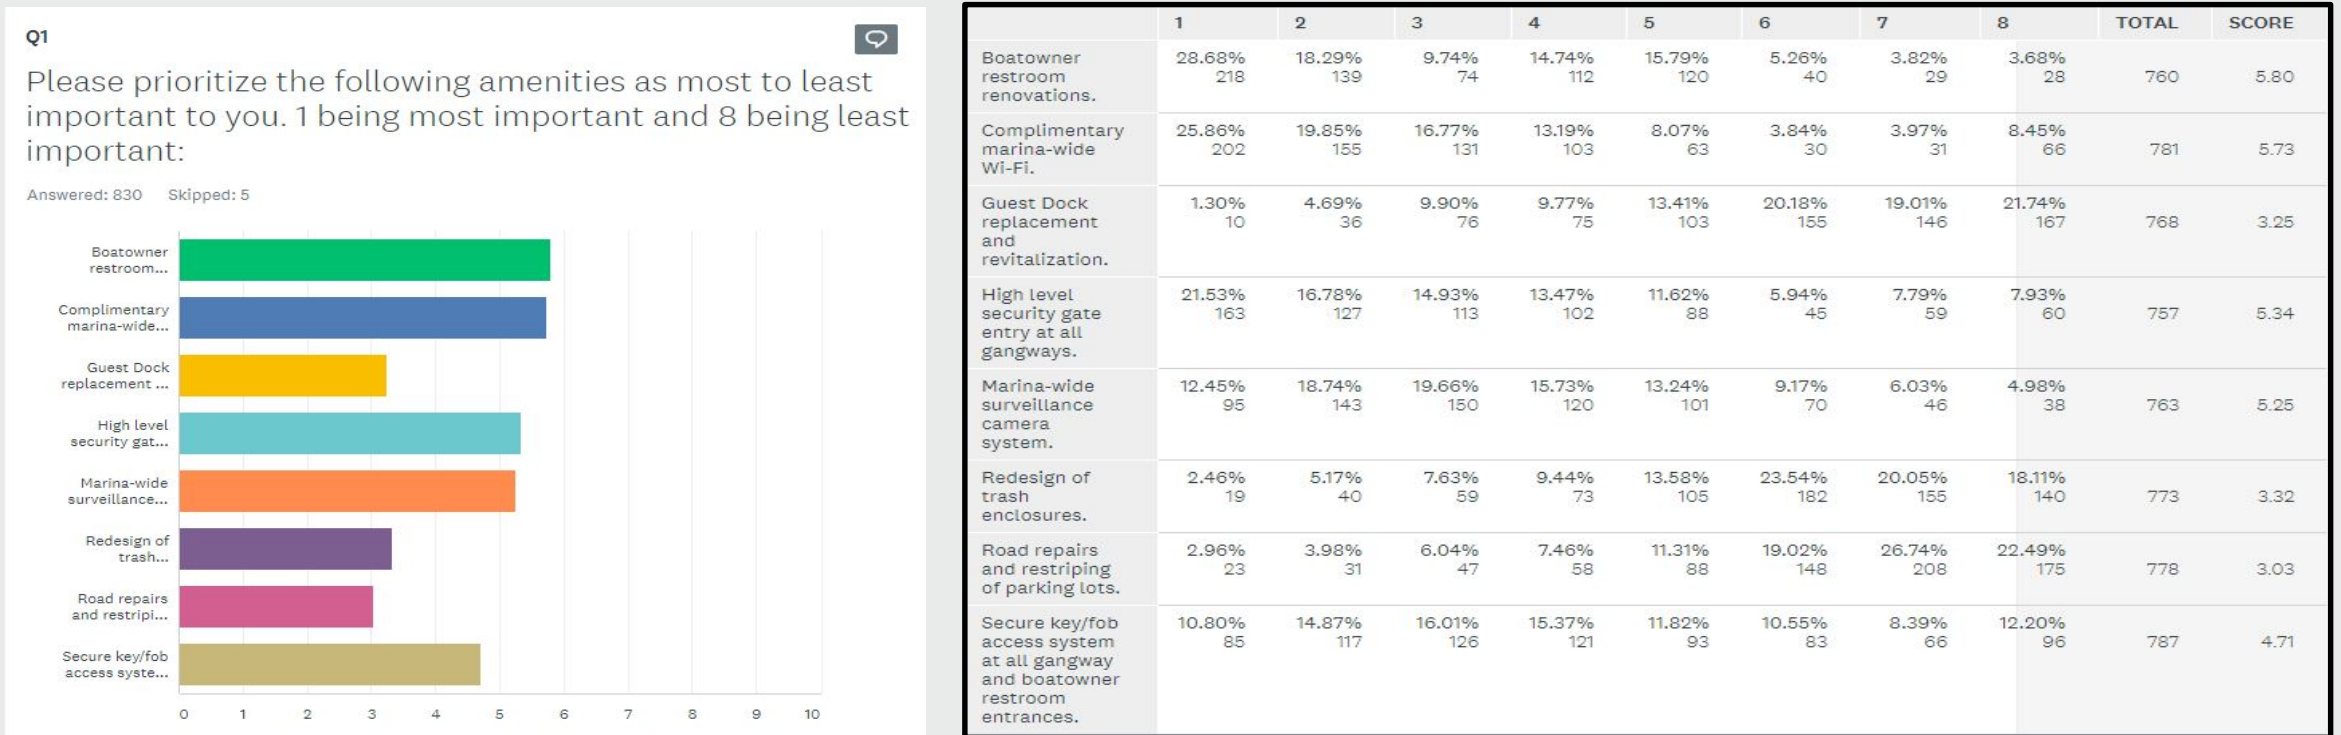 Q1
Please prioritize the following amenities as most to least
important to you. 1 being most important and 8 being least
important:
Answered: 830 Skipped: 5
Boatowner
restroom...
Complimentary
marina-wide...
Guest Dock
replacement ...
High level
security gat...
Marina-wide
surveillance...
Redesign of
trash...
Road repairs
and restripi...
Secure key/fob
access syste...
0 1 2 3 4 5 6 7 8 9 10
1 2 3 4 5 6 7 8 TOTAL SCORE
Boatowner 28.68% 18.29% 9.74% 14.74% 15.79% 5.26% 3.82% 3.68%
restroom 218 139 74 112 120 40 29 28 760 5.80
renovations.
Complimentary 25.86% 19.85% 16.77% 13.19% 8.07% 3.84% 3.97% 8.45%
marina-wide 202 155 131 103 63 30 31 66 781 5.73
Wi-Fi.
Guest Dock 1.30% 4.69% 9.90% 9.77% 13.41% 20.18% 19.01% 21.74%
replacement 10 36 76 75 103 155 146 167 768 3.25
and
revitalization.
High level 21.53% 16.78% 14.93% 13.47% 11.62% 5.94% 7.79% 7.93%
security gate 163 127 113 102 88 45 59 60 757 5.34
entry at all
gangways.
Marina-wide 12.45% 18.74% 19.66% 15.73% 13.24% 9.17% 6.03% 4.98%
surveillance 95 143 150 120 101 70 46 38 763 5.25
camera
system.
Redesign of 2.46% 5.17% 7.63% 9.44% 13.58% 23.54% 20.05% 18.11%
trash 19 40 59 73 105 182 155 140 773 3.32
enclosures.
Road repairs 2.96% 3.98% 6.04% 7.46% 11.31% 19.02% 26.74% 22.49%
and restriping 23 31 47 58 88 148 208 175 778 3.03
of parking lots.
Secure key/fob 10.80% 14.87% 16.01% 15.37% 11.82% 10.55% 8.39% 12.20%
access system 85 117 126 121 93 83 66 96 787 4.71
at all gangway
and boatowner
restroom
entrances.